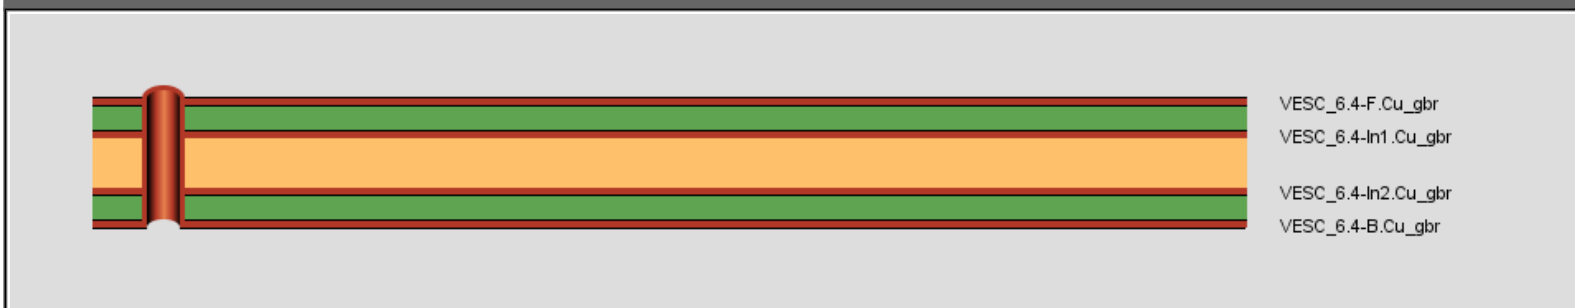 VESC_6.4-F.Cu_gbr
VESC_6.4-In1.Cu_gbr
VESC_6.4-In2.Cu_gbr
VESC_6.4-B.Cu_gbr